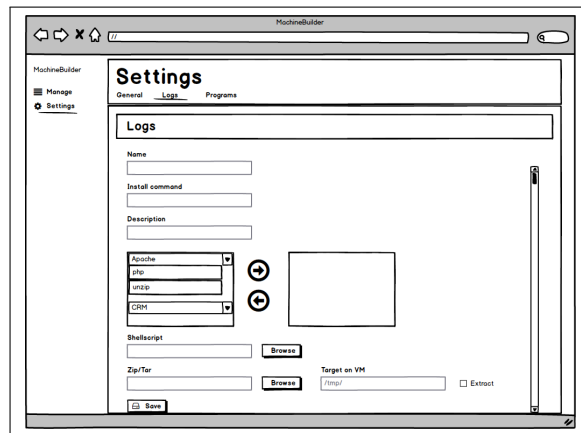 MachineBuilder
//
MachineBuilder
Manage
Settings
Settings
General Logs Programs
Logs
Name
Install command
Description
Apache
php
unzip
CRM
Shellscript
Browse
Zip/Tar Target on VM
Browse /tmp/ Extract
Save